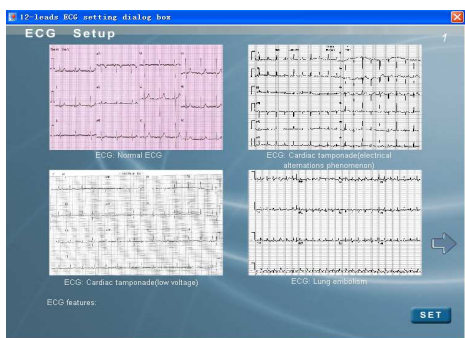 12-leads ECG setting dialog box
ECG Setup
1
ECG: Normal ECG
ECG: Cardiac tamponade(electrical
alternations phenomenon)
ECG: Cardiac tamponade(low voltage)
ECG: Lung embolism
ECG features:
SET